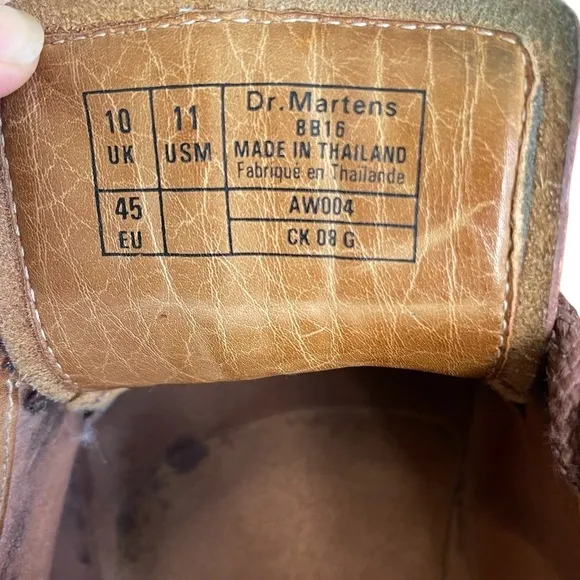 10 UK
11 USM
Dr. Martens
8B16
MADE IN THAILAND
Fabriqué en Thaïlande
45 EU
AW004
CK 08 G